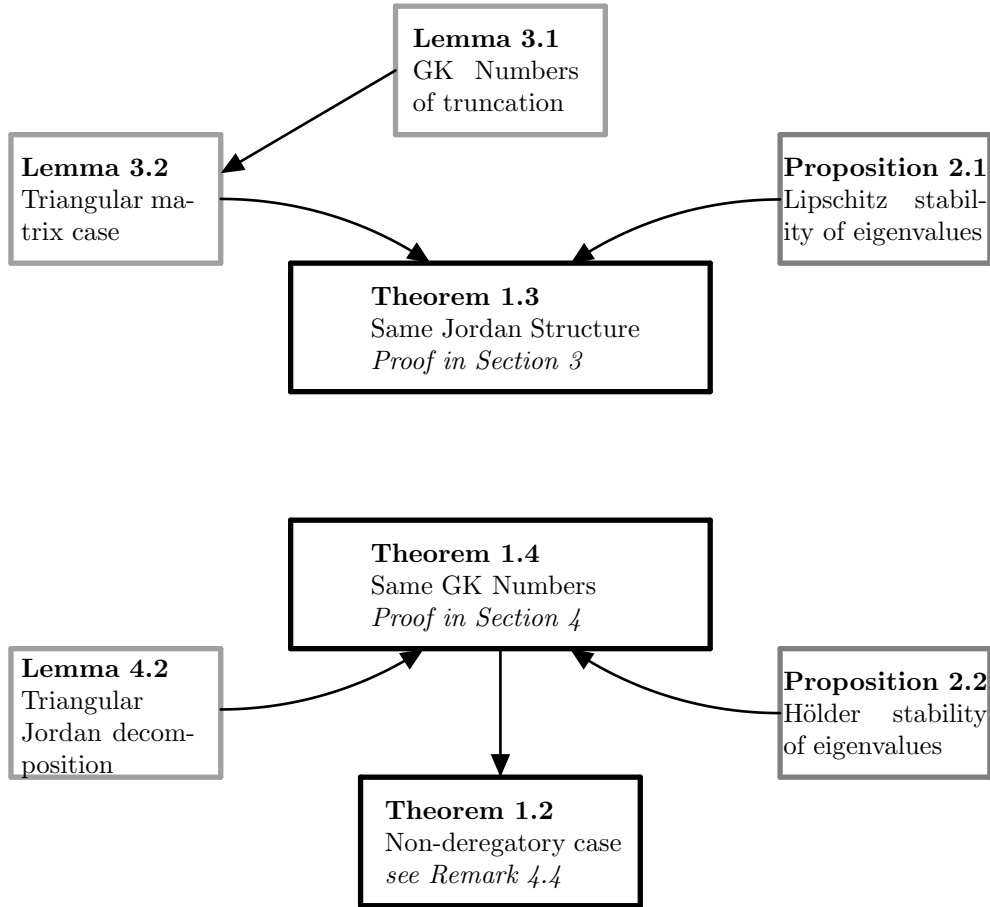 Lemma 3.1
GK Numbers
of truncation
Lemma 3.2
Triangular ma-
trix case
Proposition 2.1
Lipschitz stabil-
ity of eigenvalues
Theorem 1.3
Same Jordan Structure
Proof in Section 3
Theorem 1.4
Same GK Numbers
Proof in Section 4
Lemma 4.2
Triangular
Jordan decom-
position
Proposition 2.2
Hölder stability
of eigenvalues
Theorem 1.2
Non-deregatory case
see Remark 4.4